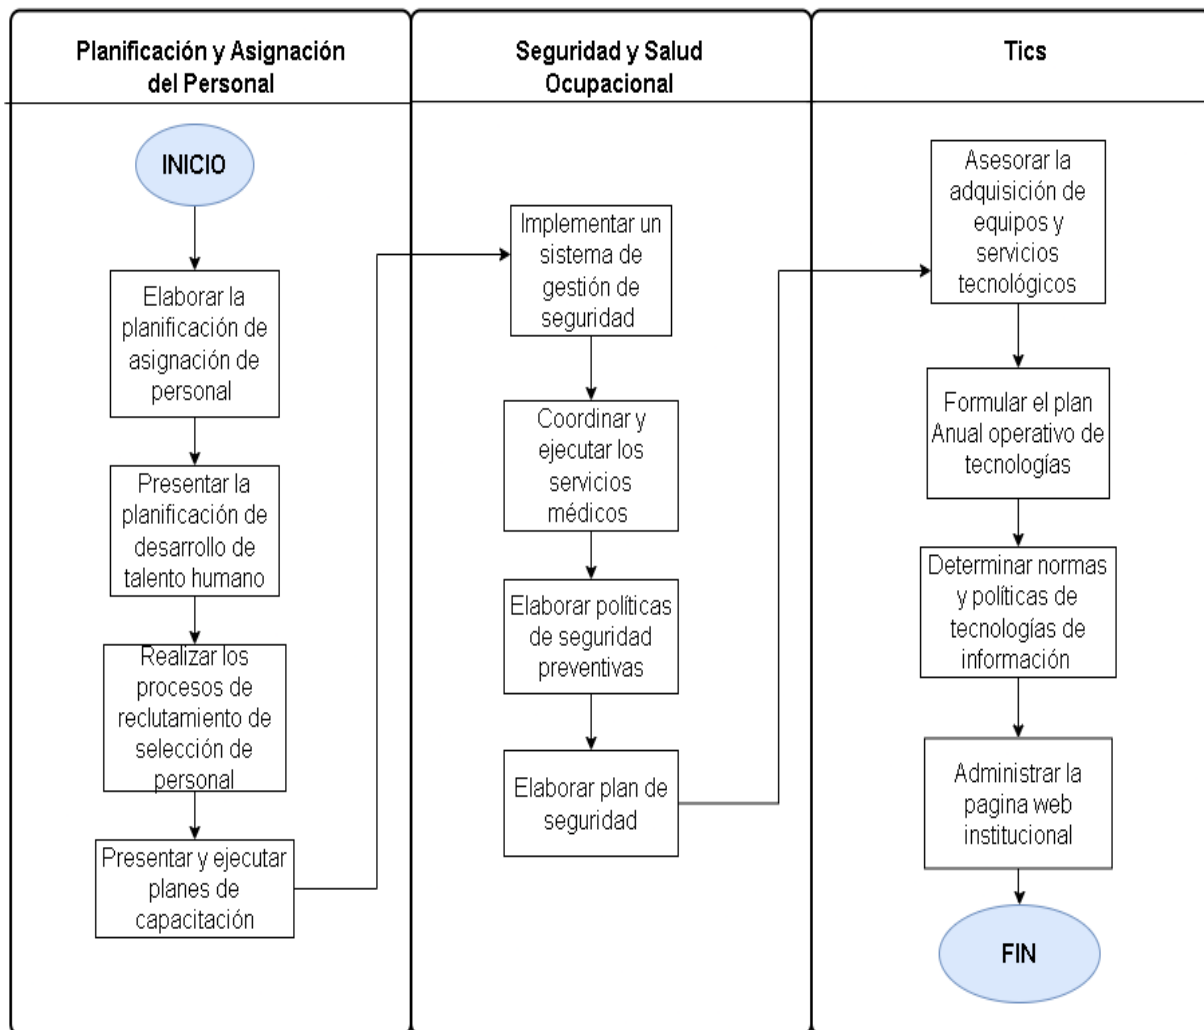 Planificación y Asignación
del Personal
INICIO
Elaborar la
planificación de
asignación de
personal
Presentar la
planificación de
desarrollo de
talento humano
Realizar los
procesos de
reclutamiento de
selección de
personal
Presentar y ejecutar
planes de
capacitación
Seguridad y Salud
Ocupacional
Implementar un
sistema de
gestión de
seguridad
Coordinar y
ejecutar los
servicios
médicos
Elaborar políticas
de seguridad
preventivas
Elaborar plan de
seguridad
Tics
Asesorar la
adquisición de
equipos y
servicios
tecnológicos
Formular el plan
Anual operativo de
tecnologías
Determinar normas
y políticas de
tecnologías de
información
Administrar la
pagina web
institucional
FIN